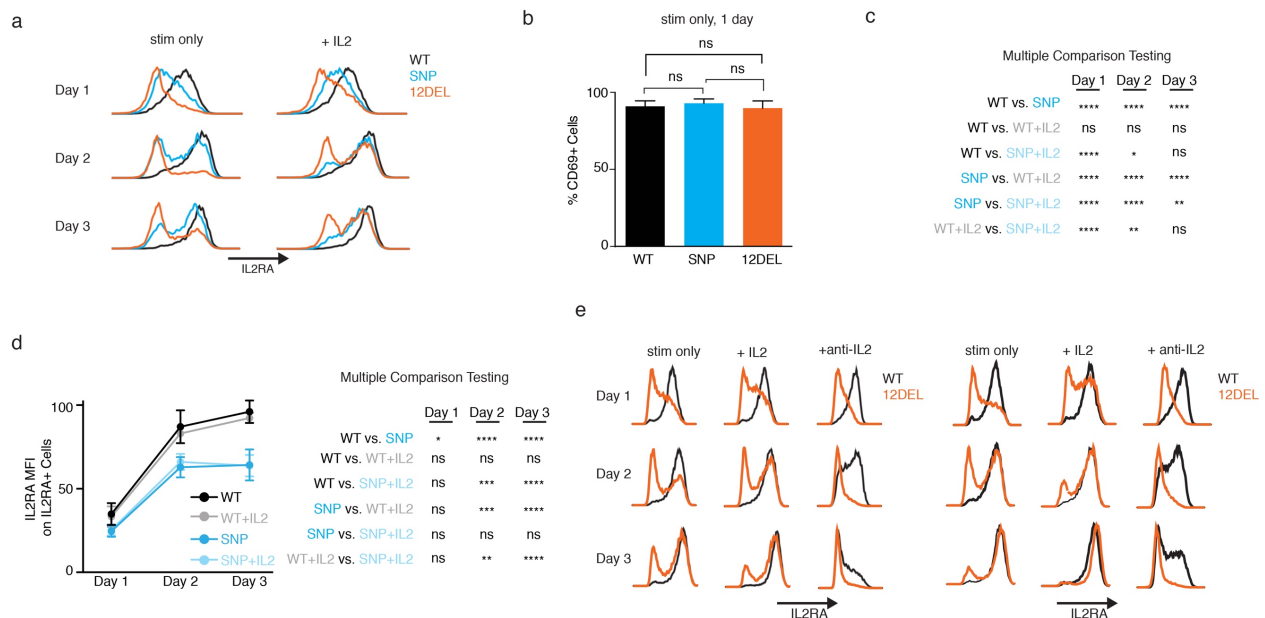 a
stim only
+ IL2
WT
SNP
12DEL
Day 1
Day 2
Day 3
IL2RA
b
stim only, 1 day
ns
ns
ns
100
50
0
% CD69+ Cells
WT
SNP
12DEL
c
Multiple Comparison Testing
Day 1 Day 2 Day 3
WT vs. SNP **** **** ****
WT vs. WT+IL2 ns ns ns
WT vs. SNP+IL2 **** * ns
SNP vs. WT+IL2 **** **** ****
SNP vs. SNP+IL2 **** **** **
WT+IL2 vs. SNP+IL2 **** ** ns
d
100
50
0
IL2RA MFI
on IL2RA+ Cells
WT
WT+IL2
SNP
SNP+IL2
Day 1 Day 2 Day 3
Multiple Comparison Testing
Day 1 Day 2 Day 3
WT vs. SNP * **** ****
WT vs. WT+IL2 ns ns ns
WT vs. SNP+IL2 ns *** ****
SNP vs. WT+IL2 ns *** ****
SNP vs. SNP+IL2 ns ns ns
WT+IL2 vs. SNP+IL2 ns ** ****
e
stim only
+ IL2
+anti-IL2
WT
12DEL
Day 1
Day 2
Day 3
IL2RA
stim only
+ IL2
+ anti-IL2
WT
12DEL
IL2RA